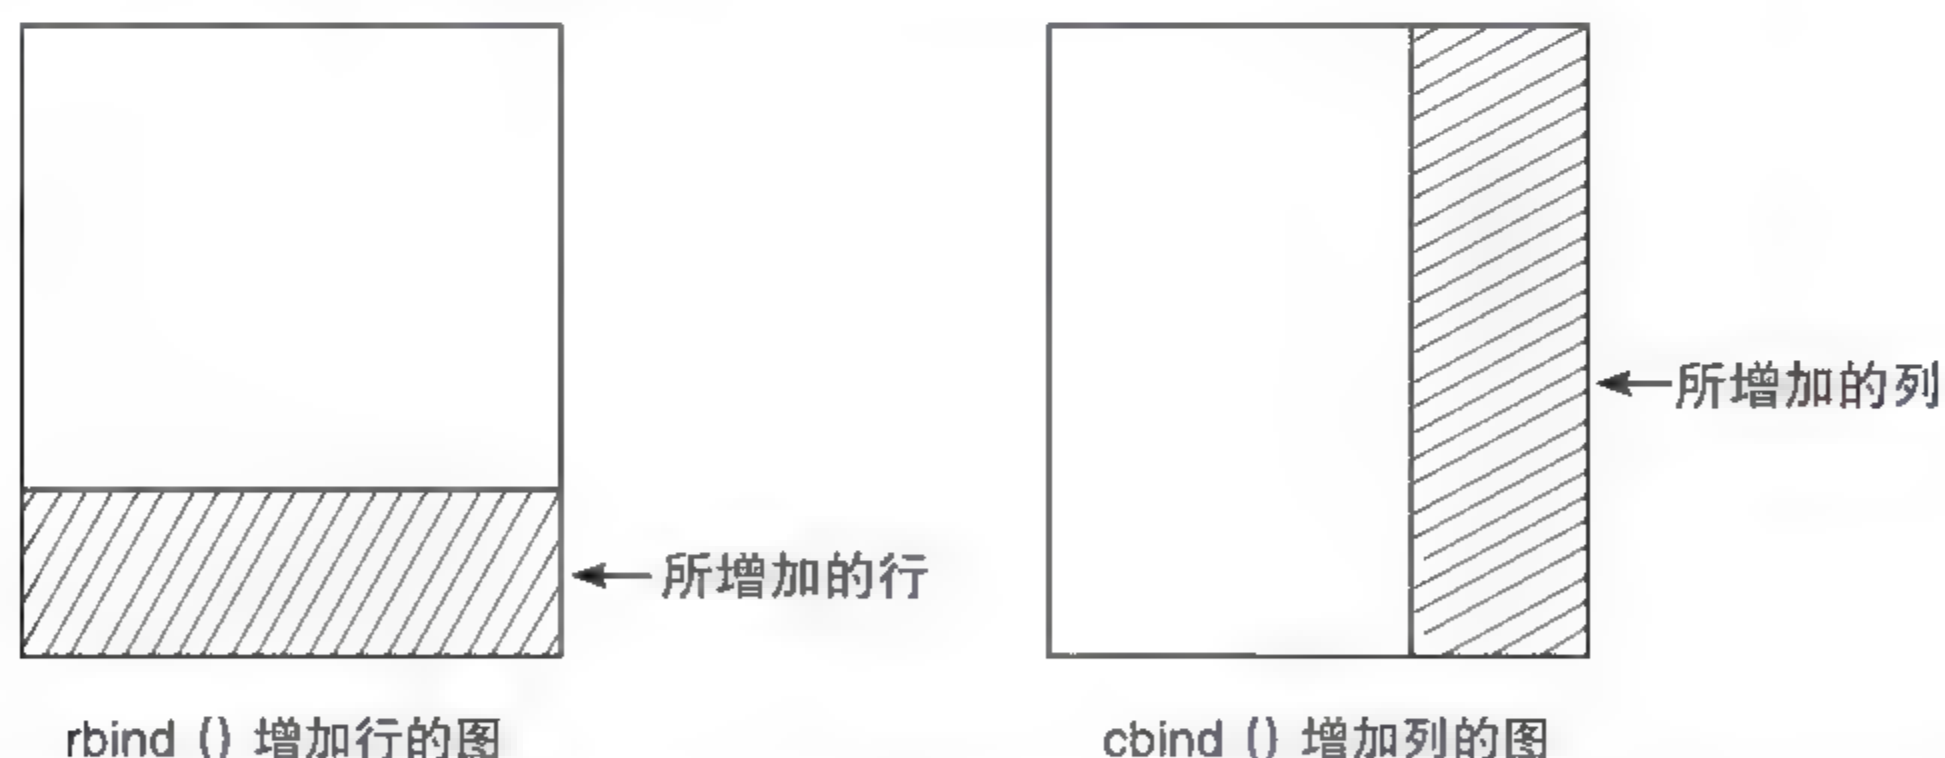 所增加的列
所增加的行
rbind () 增加行的图
cbind () 增加列的图